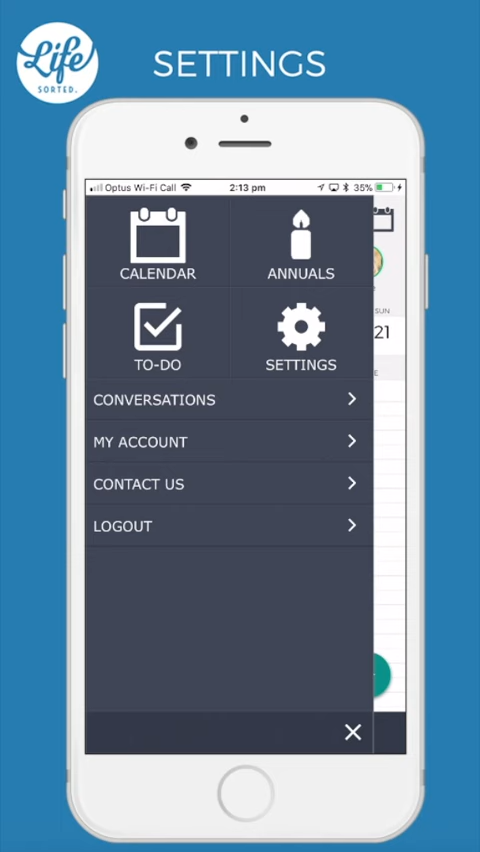 Life
SORTED.
SETTINGS
Optus Wi-Fi Call
2:13 pm
35%
CALENDAR
ANNUALS
SUN
21
TO-DO
SETTINGS
E
CONVERSATIONS
MY ACCOUNT
CONTACT US
LOGOUT